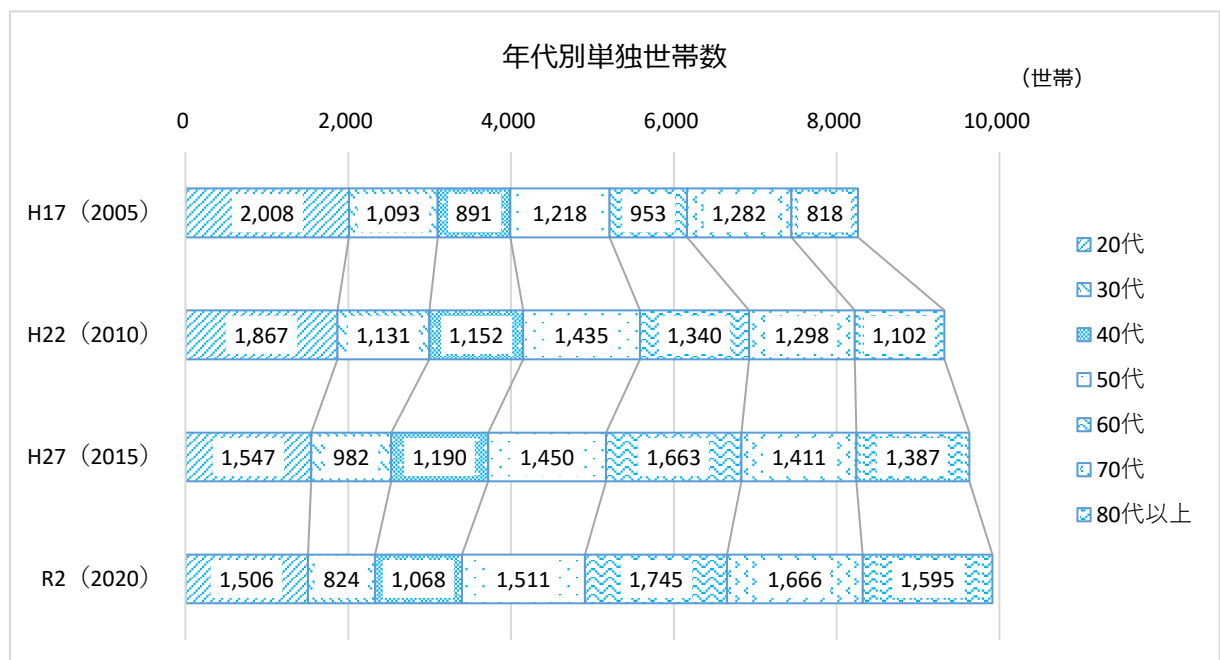 年代別単独世帯数
（世帯）
0 2,000 4,000 6,000 8,000 10,000
H17（2005） 2,008 1,093 891 1,218 953 1,282 818
H22（2010） 1,867 1,131 1,152 1,435 1,340 1,298 1,102
H27（2015） 1,547 982 1,190 1,450 1,663 1,411 1,387
R2（2020） 1,506 824 1,068 1,511 1,745 1,666 1,595
20代
30代
40代
50代
60代
70代
80代以上